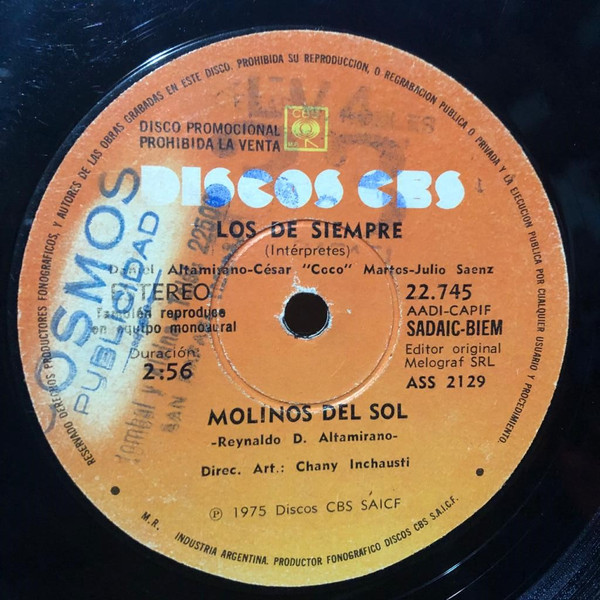 RESERVADO DERECHOS PRODUCTORES FONOGRAFICOS, Y AUTORES DE LAS OBRAS GRABADAS EN ESTE DISCO. PROHIBIDA SU REPRODUCCION, O REGRABACION PUBLICA O PRIVADA Y LA EJECUCION PUBLICA POR CUALQUIER USUARIO Y PROCEDIMIENTO.
DISCO PROMOCIONAL
PROHIBIDA LA VENTA
CBS
DISCOS CBS
LOS DE SIEMPRE
(Intérpretes)
Daniel Altamirano-César "Coco" Martos-Julio Saenz
ESTEREO
También reproduce
en equipo monoaural
Duración:
2:56
22.745
AADI-CAPIF
SADAIC-BIEM
Editor original
Melograf SRL
ASS 2129
MOLINOS DEL SOL
-Reynaldo D. Altamirano-
Direc. Art.: Chany Inchausti
℗ 1975 Discos CBS SAICF
M.R. INDUSTRIA ARGENTINA. PRODUCTOR FONOGRAFICO DISCOS CBS S.A.I.C.F.
OSMOS
PUBLICIDAD